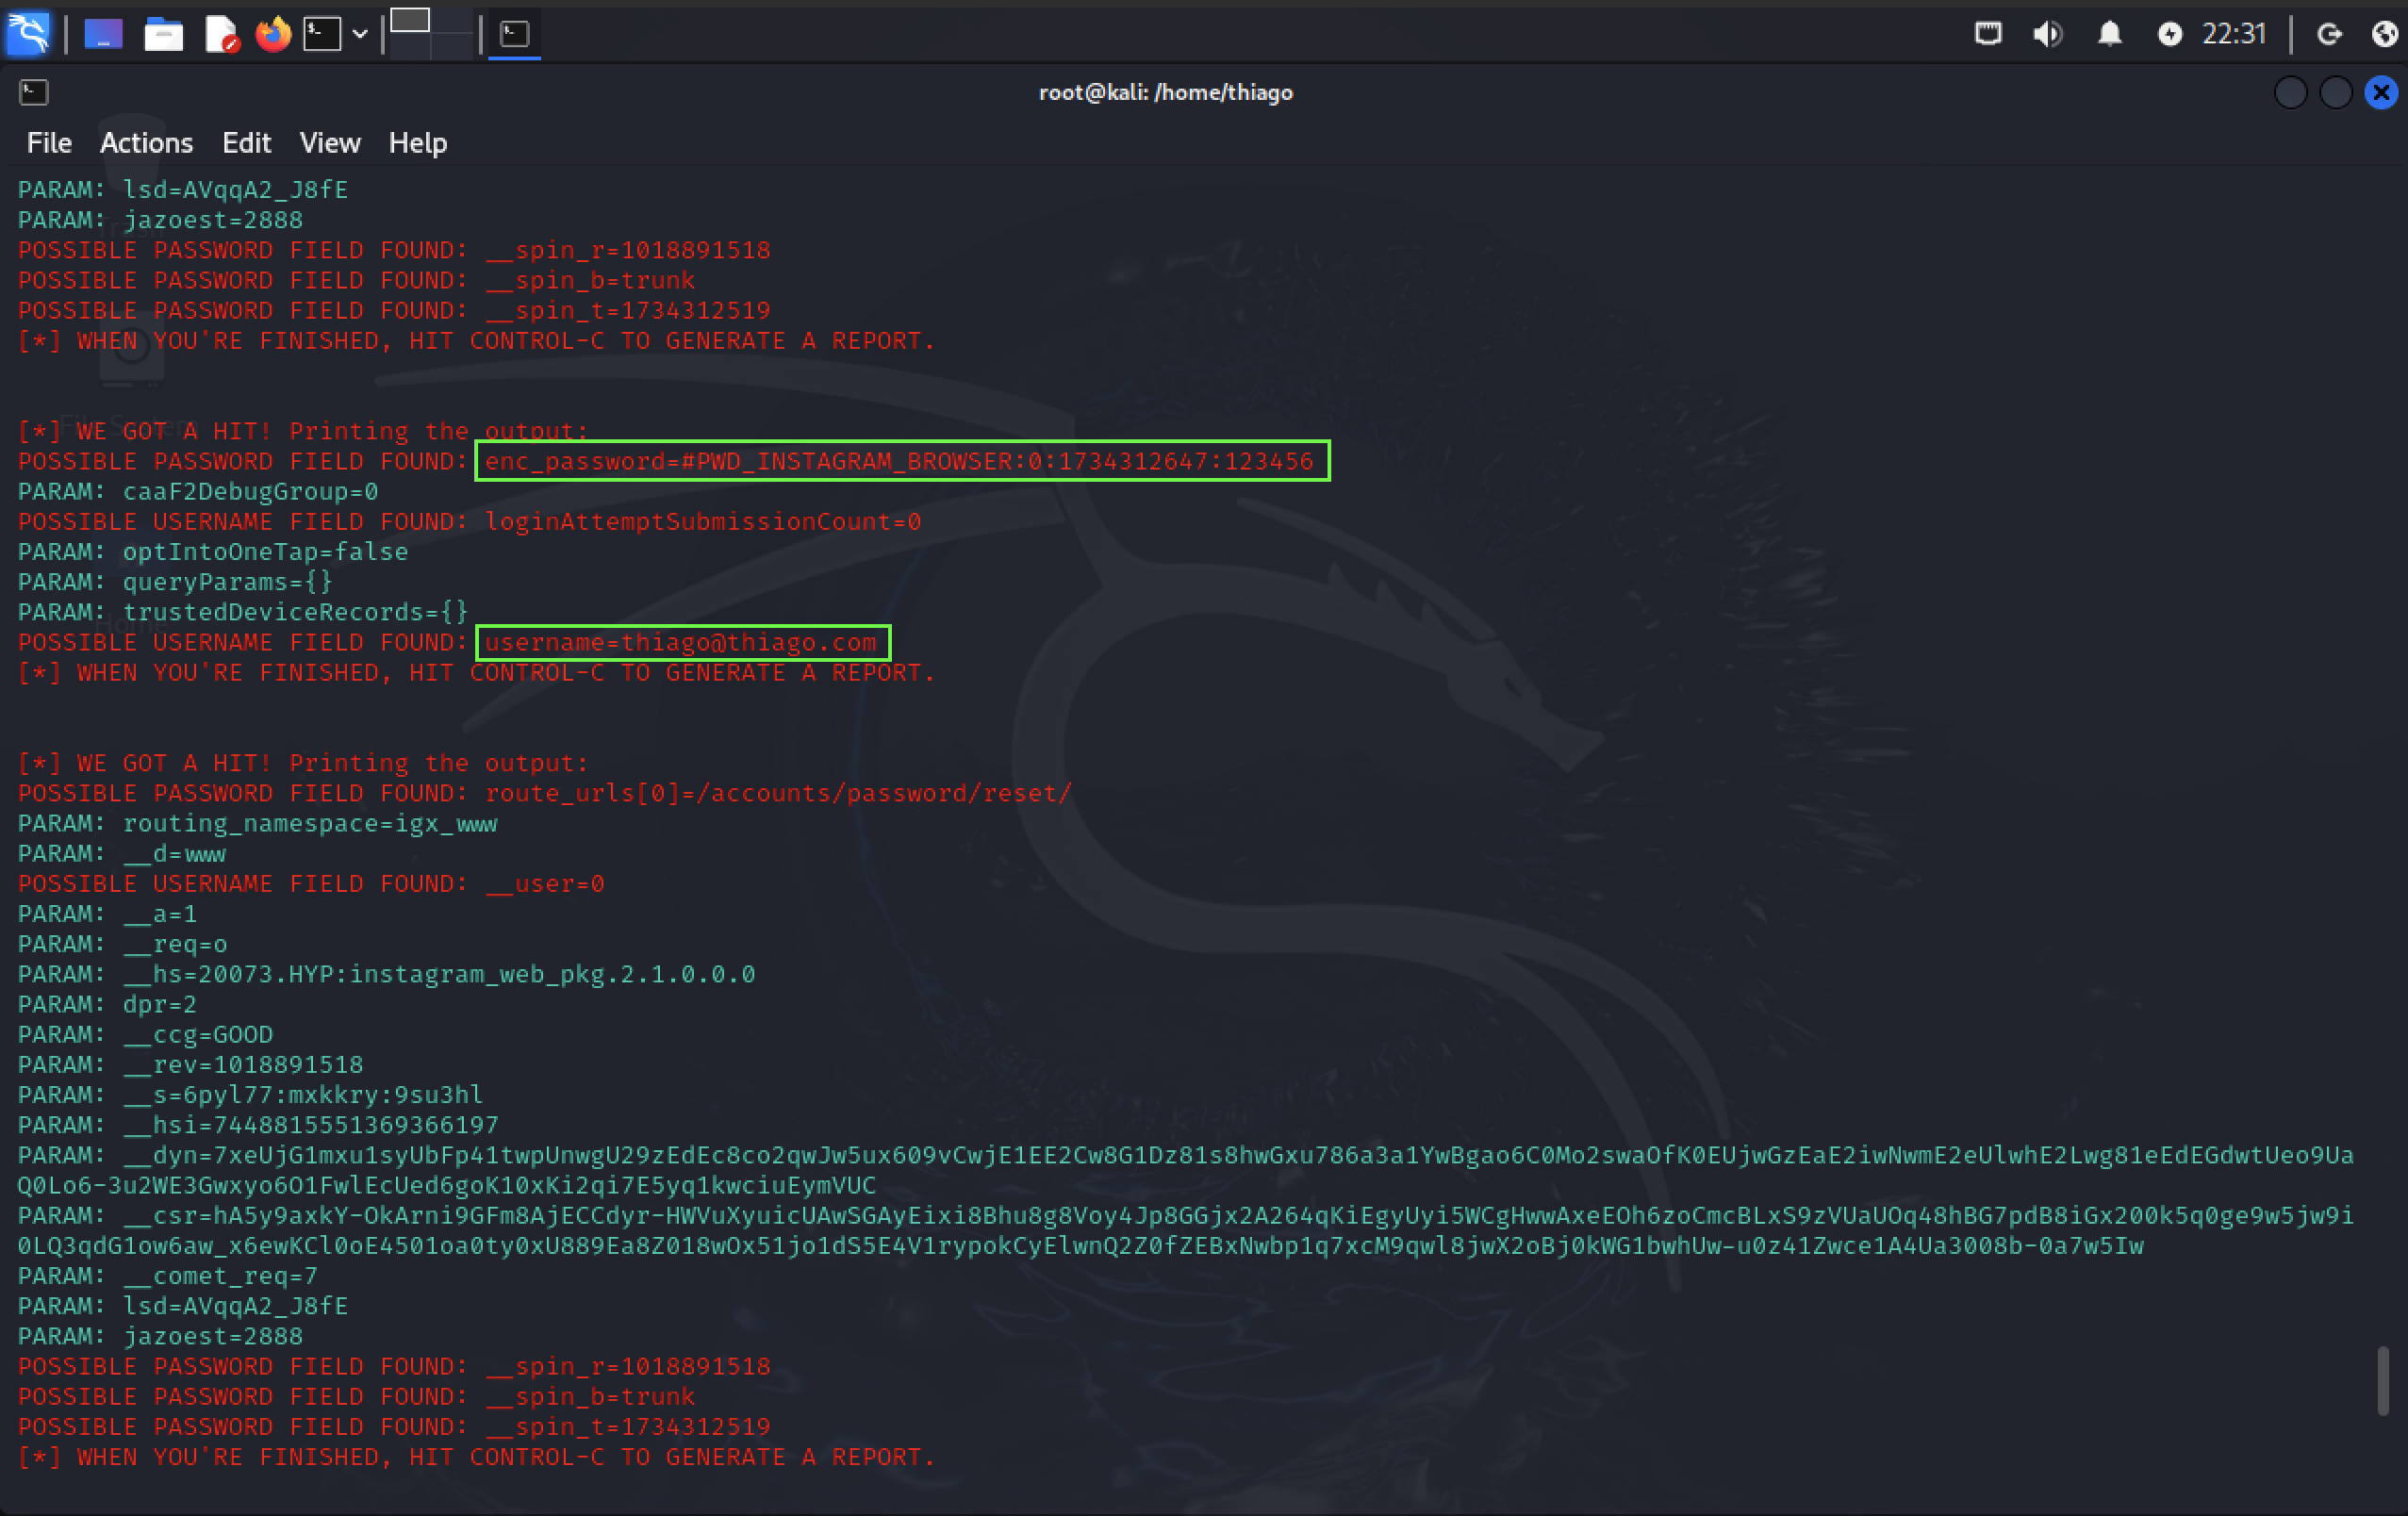 22:31
root@kali: /home/thiago
File Actions Edit View Help
PARAM: lsd=AVqqA2_J8fE
PARAM: jazoest=2888
POSSIBLE PASSWORD FIELD FOUND: __spin_r=1018891518
POSSIBLE PASSWORD FIELD FOUND: __spin_b=trunk
POSSIBLE PASSWORD FIELD FOUND: __spin_t=1734312519
[*] WHEN YOU'RE FINISHED, HIT CONTROL-C TO GENERATE A REPORT.
[*] WE GOT A HIT! Printing the output:
POSSIBLE PASSWORD FIELD FOUND: enc_password=#PWD_INSTAGRAM_BROWSER:0:1734312647:123456
PARAM: caaF2DebugGroup=0
POSSIBLE USERNAME FIELD FOUND: loginAttemptSubmissionCount=0
PARAM: optIntoOneTap=false
PARAM: queryParams={}
PARAM: trustedDeviceRecords={}
POSSIBLE USERNAME FIELD FOUND: username=thiago@thiago.com
[*] WHEN YOU'RE FINISHED, HIT CONTROL-C TO GENERATE A REPORT.
[*] WE GOT A HIT! Printing the output:
POSSIBLE PASSWORD FIELD FOUND: route_urls[0]=/accounts/password/reset/
PARAM: routing_namespace=igx_www
PARAM: __d=www
POSSIBLE USERNAME FIELD FOUND: __user=0
PARAM: __a=1
PARAM: __req=o
PARAM: __hs=20073.HYP:instagram_web_pkg.2.1.0.0.0
PARAM: dpr=2
PARAM: __ccg=GOOD
PARAM: __rev=1018891518
PARAM: __s=6pyl77:mxkkry:9su3hl
PARAM: __hsi=7448815551369366197
PARAM: __dyn=7xeUjG1mxu1syUbFp41twpUnwgU29zEdEc8co2qwJw5ux609vCwjE1EE2Cw8G1Dz81s8hwGxu786a3a1YwBgao6C0Mo2swaOfK0EUjwGzEaE2iwNwmE2eUlwhE2Lwg81eEdEGdwtUeo9Ua
Q0Lo6-3u2WE3Gwxyo6O1FwlEcUed6goK10xKi2qi7E5yq1kwciuEymVUC
PARAM: __csr=hA5y9axkY-OkArni9GFm8AjECCdyr-HWVuXyuicUAwSGAyEixi8Bhu8g8Voy4Jp8GGjx2A264qKiEgyUyi5WCgHwwAxeEOh6zoCmcBLxS9zVUaUOq48hBG7pdB8iGx200k5q0ge9w5jw9i
0LQ3qdG1ow6aw_x6ewKCl0oE4501oa0ty0xU889Ea8Z018wOx51jo1dS5E4V1rypokCyElwnQ2Z0fZEBxNwbp1q7xcM9qwl8jwX2oBj0kWG1bwhUw-u0z41Zwce1A4Ua3008b-0a7w5Iw
PARAM: __comet_req=7
PARAM: lsd=AVqqA2_J8fE
PARAM: jazoest=2888
POSSIBLE PASSWORD FIELD FOUND: __spin_r=1018891518
POSSIBLE PASSWORD FIELD FOUND: __spin_b=trunk
POSSIBLE PASSWORD FIELD FOUND: __spin_t=1734312519
[*] WHEN YOU'RE FINISHED, HIT CONTROL-C TO GENERATE A REPORT.